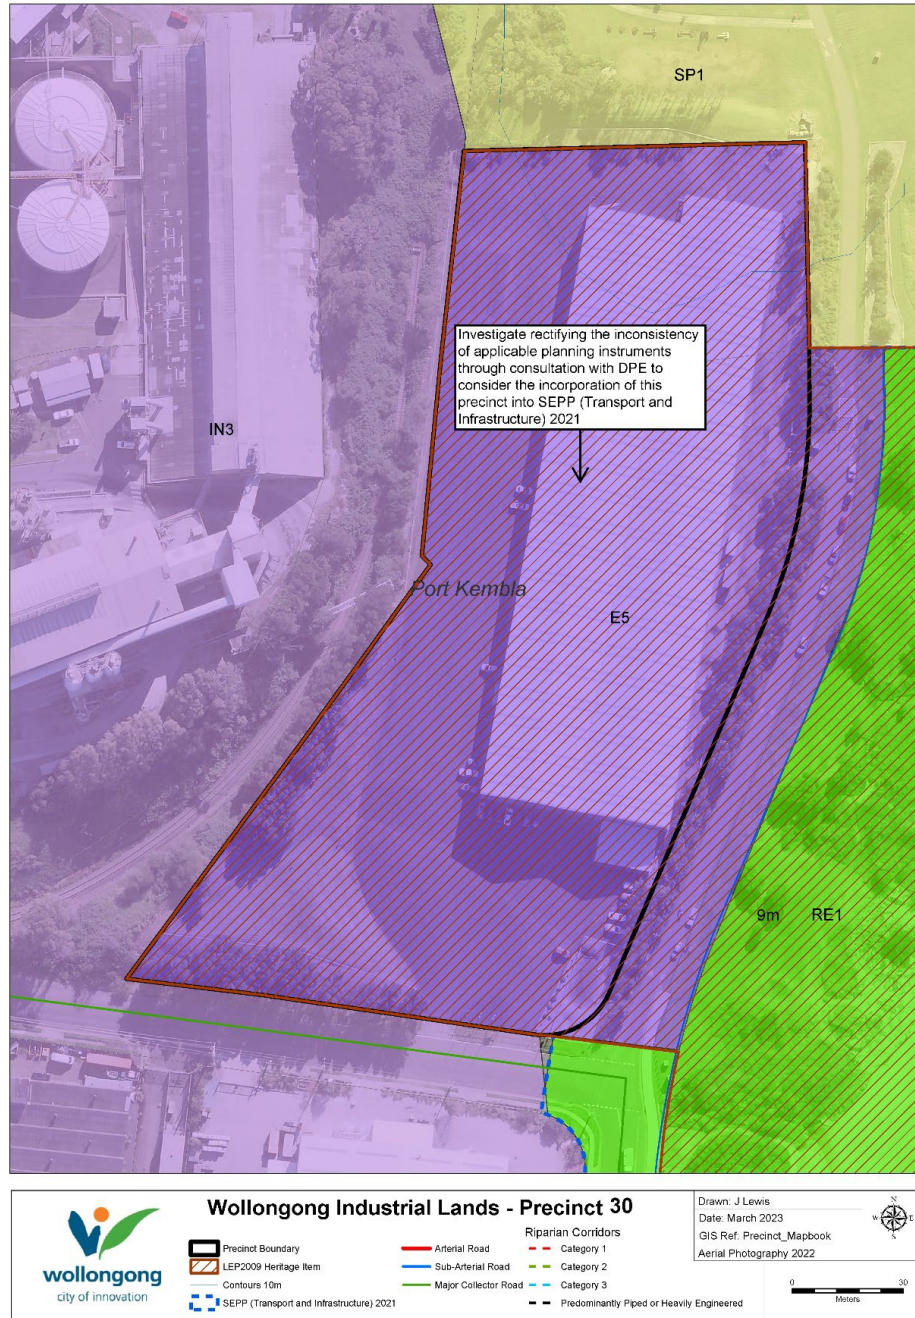 SP1
Investigate rectifying the inconsistency
of applicable planning instruments
through consultation with DPE to
consider the incorporation of this
precinct into SEPP (Transport and
Infrastructure) 2021
IN3
Port Kembla
E5
9m
RE1
Wollongong Industrial Lands - Precinct 30
wollongong
city of innovation
Precinct Boundary
LEP2009 Heritage Item
Contours 10m
SEPP (Transport and Infrastructure) 2021
Arterial Road
Sub-Arterial Road
Major Collector Road
Riparian Corridors
Category 1
Category 2
Category 3
Predominantly Piped or Heavily Engineered
Drawn: J Lewis
Date: March 2023
GIS Ref: Precinct_Mapbook
Aerial Photography 2022
N
W E
S
0 30
Meters